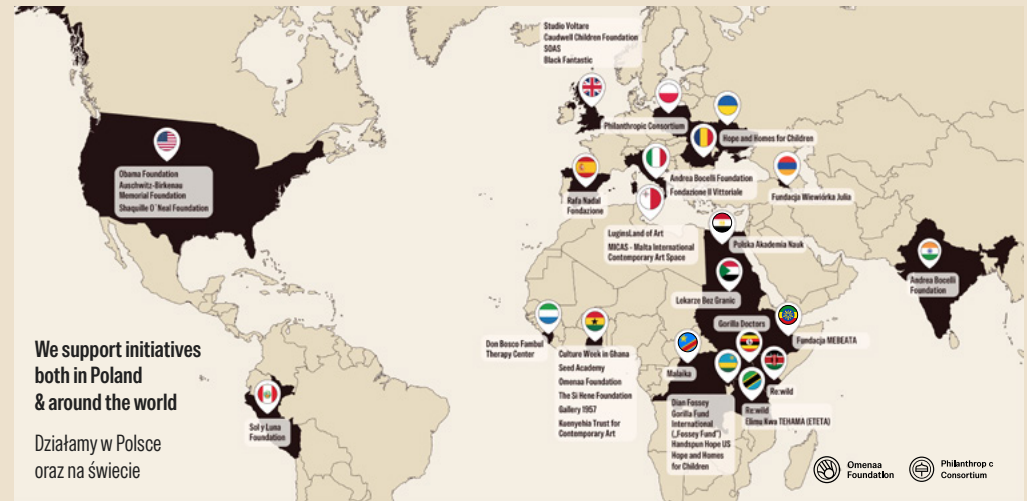 Studio Voltare
Caudwell Children Foundation
SOAS
Black Fantastic
Philanthropic Consortium
Hope and Homes for Children
Obama Foundation
Auschwitz-Birkenau
Memorial Foundation
Shaquille O´Neal Foundation
Rafa Nadal
Fondazione
Andrea Bocelli Foundation
Fondazione Il Vittoriale
Fundacja Wiewiórka Julia
LuginsLand of Art
MICAS - Malta International
Contemporary Art Space
Polska Akademia Nauk
Andrea Bocelli
Foundation
Lekarze Bez Granic
Gorilla Doctors
Fundacja MEBEATA
Don Bosco Fambul
Therapy Center
Culture Week in Ghana
Seed Academy
Omenaa Foundation
The Si Hene Foundation
Gallery 1957
Kuenyehia Trust for
Contemporary Art
Malaika
Re:wild
Dian Fossey
Gorilla Fund
International
(„Fossey Fund")
Handspun Hope US
Hope and Homes
for Children
Re:wild
Elimu Kwa TEHAMA (ETETA)
Sol y Luna
Foundation
We support initiatives
both in Poland
& around the world
Działamy w Polsce
oraz na świecie
Omenaa
Foundation
Philanthrop c
Consortium